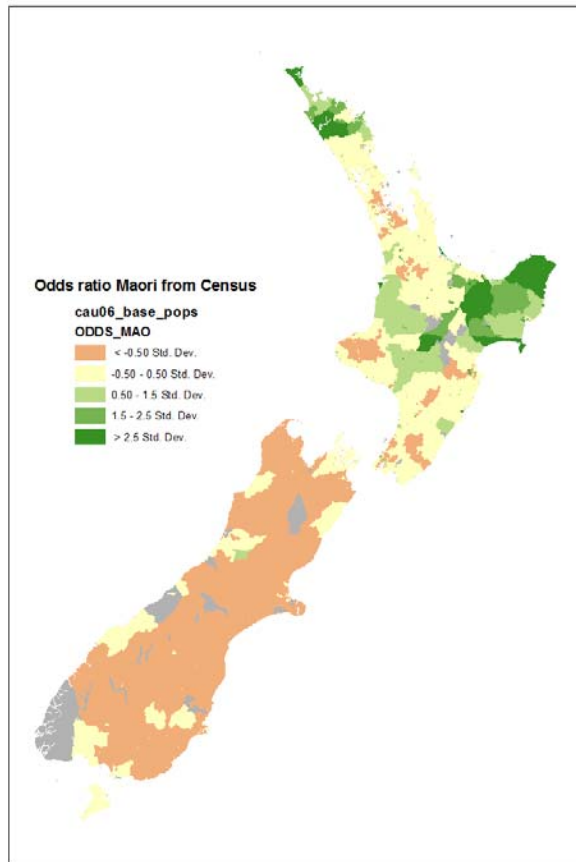 Odds ratio Maori from Census
cau06_base_pops
ODDS_MAO
< -0.50 Std. Dev.
-0.50 - 0.50 Std. Dev.
0.50 - 1.5 Std. Dev.
1.5 - 2.5 Std. Dev.
> 2.5 Std. Dev.